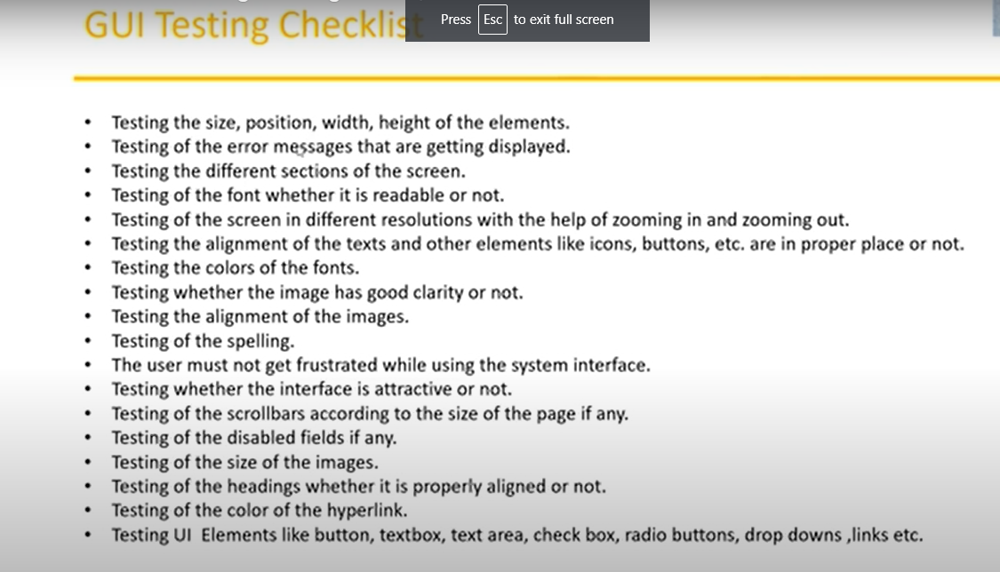 GUI Testing Checklist
Press Esc to exit full screen
• Testing the size, position, width, height of the elements.
• Testing of the error messages that are getting displayed.
• Testing the different sections of the screen.
• Testing of the font whether it is readable or not.
• Testing of the screen in different resolutions with the help of zooming in and zooming out.
• Testing the alignment of the texts and other elements like icons, buttons, etc. are in proper place or not.
• Testing the colors of the fonts.
• Testing whether the image has good clarity or not.
• Testing the alignment of the images.
• Testing of the spelling.
• The user must not get frustrated while using the system interface.
• Testing whether the interface is attractive or not.
• Testing of the scrollbars according to the size of the page if any.
• Testing of the disabled fields if any.
• Testing of the size of the images.
• Testing of the headings whether it is properly aligned or not.
• Testing of the color of the hyperlink.
• Testing UI Elements like button, textbox, text area, check box, radio buttons, drop downs ,links etc.